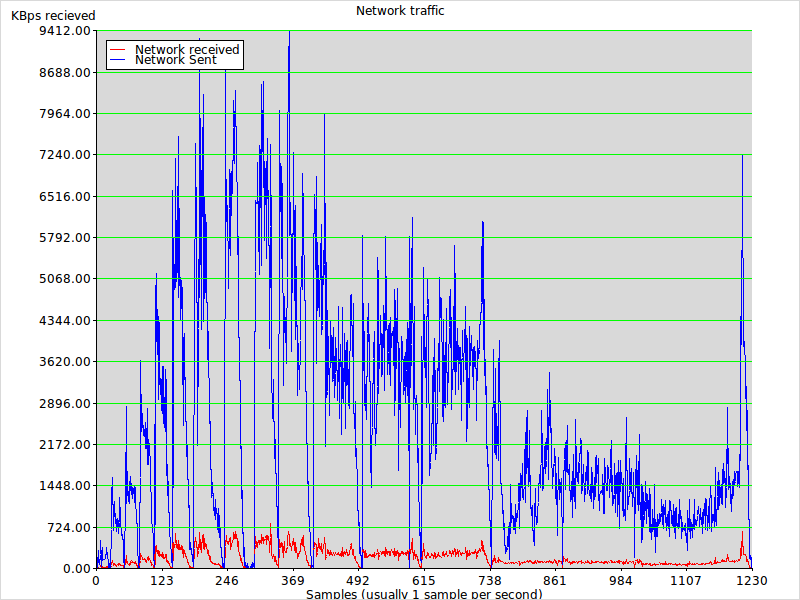 Network traffic
KBps recieved
9412.00
8688.00
7964.00
7240.00
6516.00
5792.00
5068.00
4344.00
3620.00
2896.00
2172.00
1448.00
724.00
0.00
Network received
Network Sent
0 123 246 369 492 615 738 861 984 1107 1230
Samples (usually 1 sample per second)